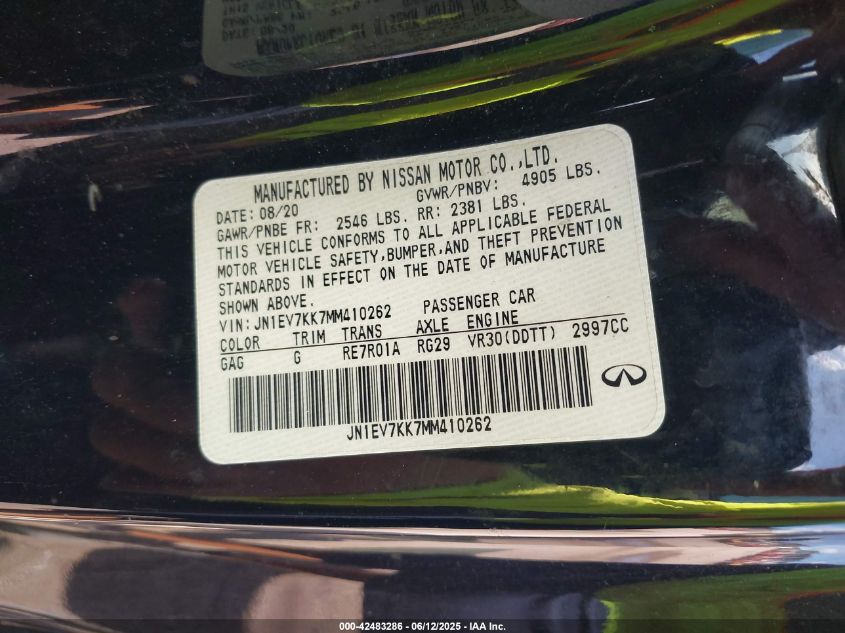 MANUFACTURED BY NISSAN MOTOR CO.,LTD.
DATE: 08/20 GVWR/PNBV: 4905 LBS.
GAWR/PNBE FR: 2546 LBS. RR: 2381 LBS.
THIS VEHICLE CONFORMS TO ALL APPLICABLE FEDERAL
MOTOR VEHICLE SAFETY,BUMPER,AND THEFT PREVENTION
STANDARDS IN EFFECT ON THE DATE OF MANUFACTURE
SHOWN ABOVE.
VIN:JN1EV7KK7MM410262 PASSENGER CAR
COLOR TRIM TRANS AXLE ENGINE
GAG G RE7R01A RG29 VR30(DDTT) 2997CC
JN1EV7KK7MM410262
000-42483286 - 06/12/2025 - IAA Inc.